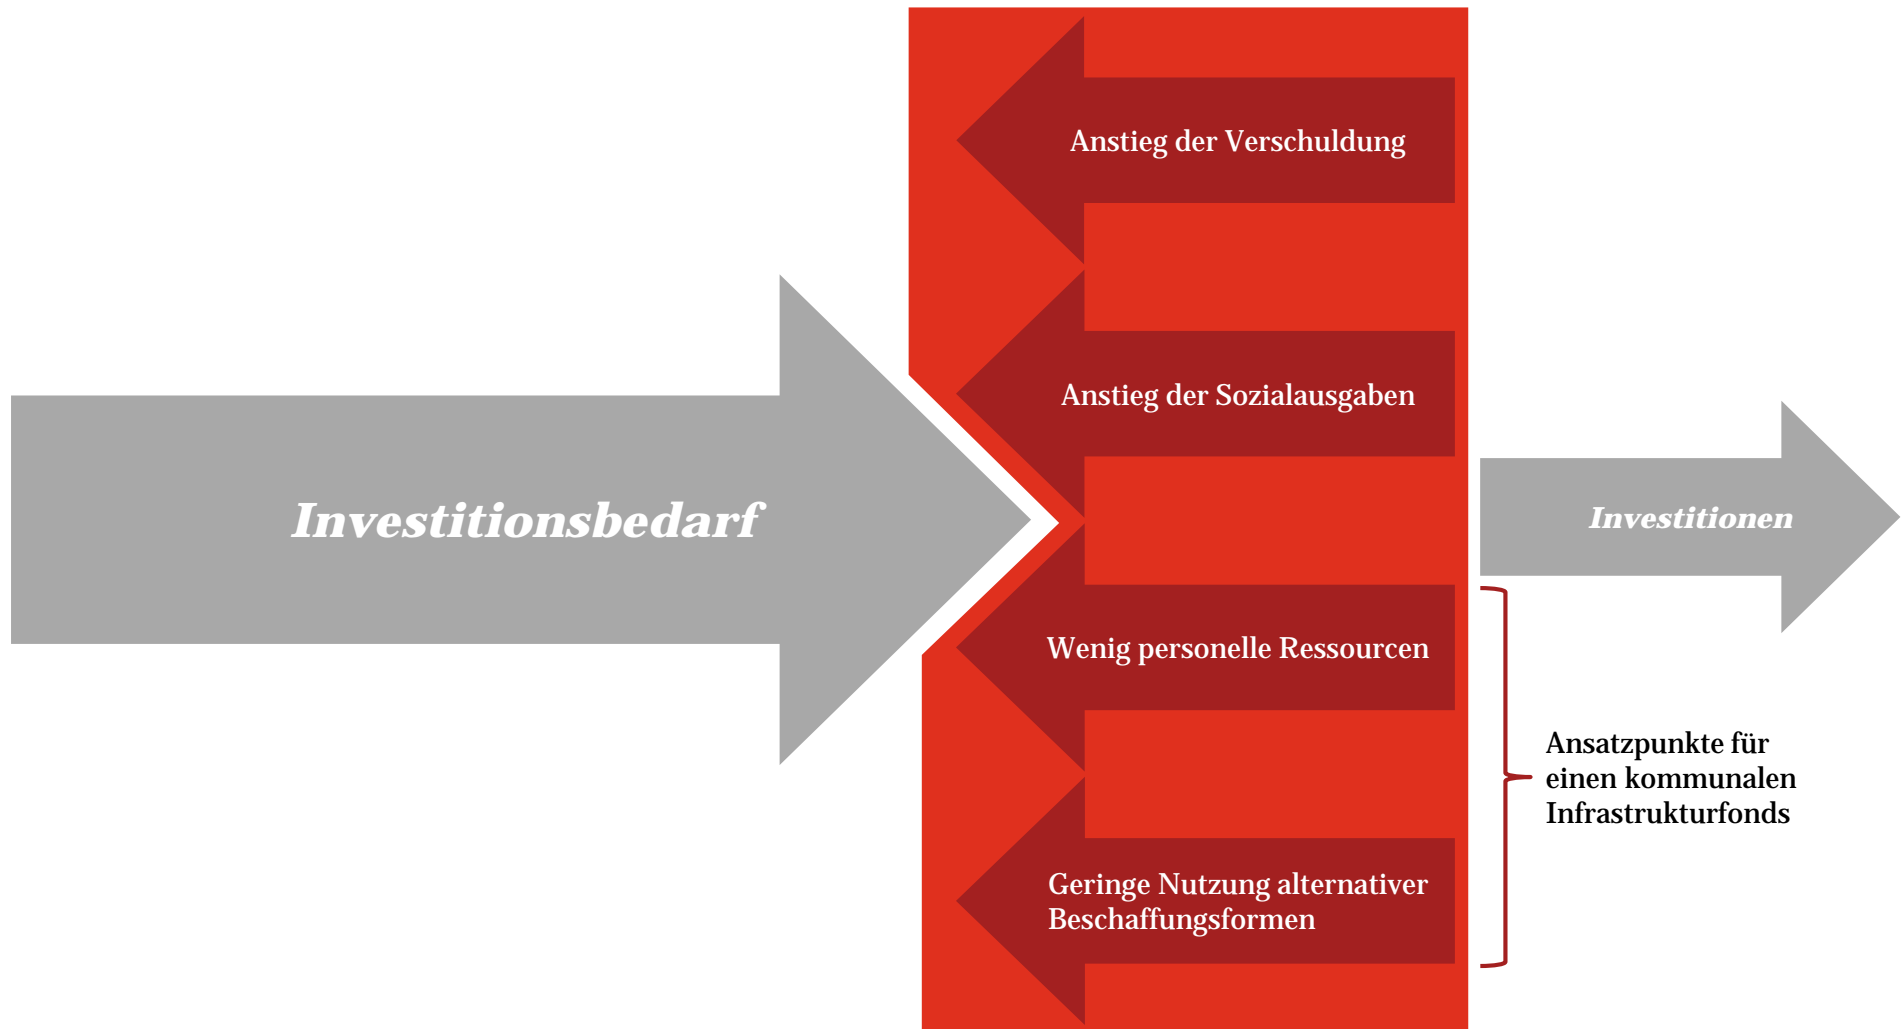 Anstieg der Verschuldung
Anstieg der Sozialausgaben
Investitionsbedarf
Investitionen
Wenig personelle Ressourcen
Ansatzpunkte für
einen kommunalen
Infrastrukturfonds
Geringe Nutzung alternativer
Beschaffungsformen